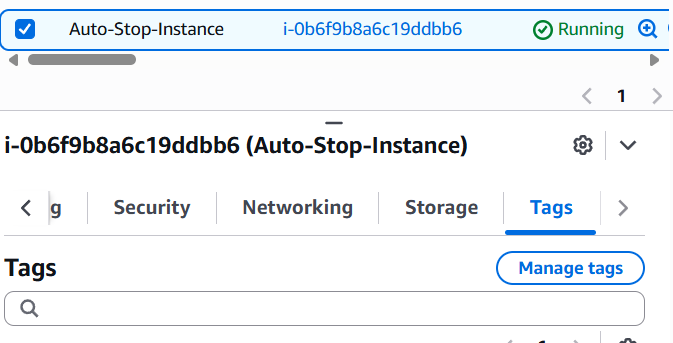 Auto-Stop-Instance i-0b6f9b8a6c19ddbb6 Running
1
i-0b6f9b8a6c19ddbb6 (Auto-Stop-Instance)
g Security Networking Storage Tags
Tags Manage tags